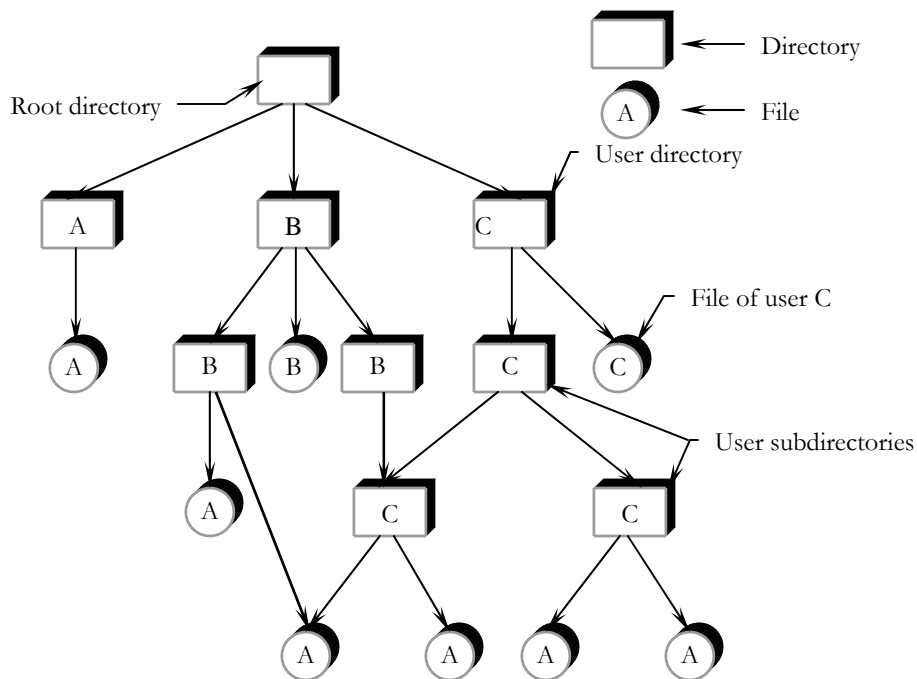 Directory
Root directory
A
File
User directory
A
B
C
File of user C
A
B
B
B
C
C
User subdirectories
A
C
C
A
A
A
A